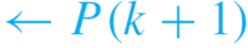 ← P(k + 1)